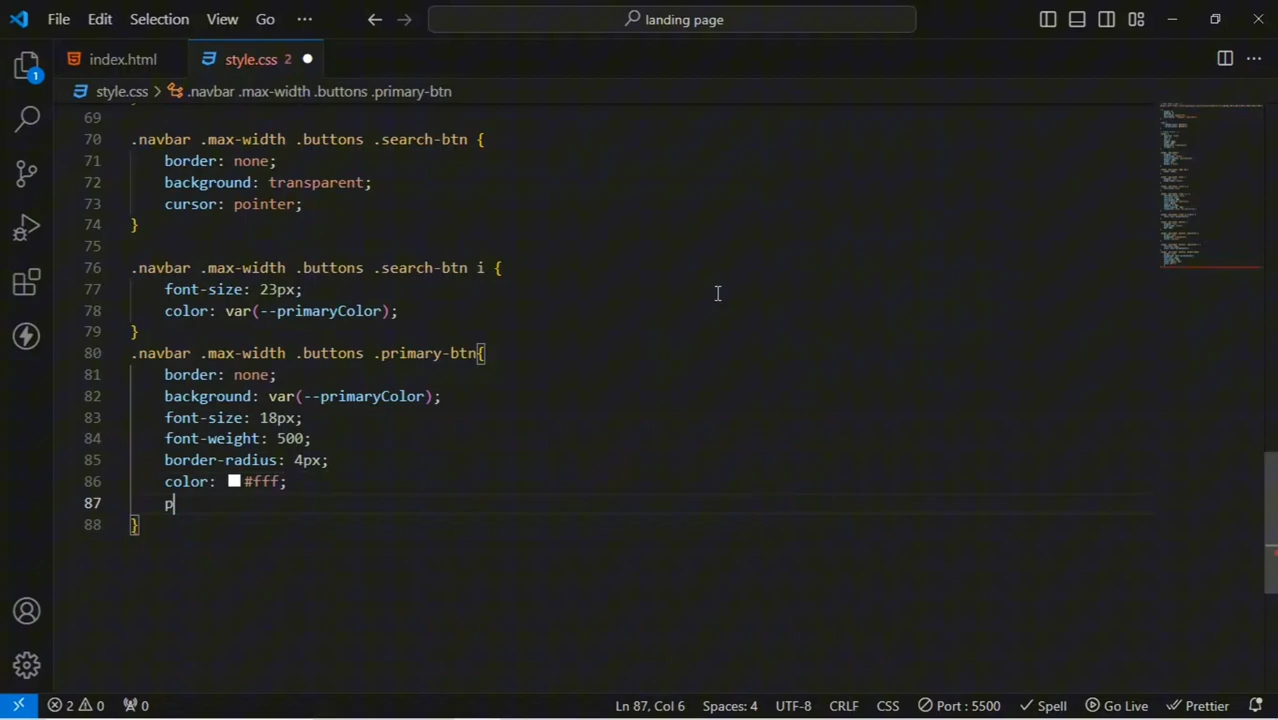 File Edit Selection View Go ··· landing page
index.html style.css 2
style.css > .navbar .max-width .buttons .primary-btn
1
69
70 .navbar .max-width .buttons .search-btn {
71 border: none;
72 background: transparent;
73 cursor: pointer;
74 }
75
76 .navbar .max-width .buttons .search-btn i {
77 font-size: 23px;
78 color: var(--primaryColor);
79 }
80 .navbar .max-width .buttons .primary-btn{
81 border: none;
82 background: var(--primaryColor);
83 font-size: 18px;
84 font-weight: 500;
85 border-radius: 4px;
86 color: #fff;
87 p
88 }
2 0 0 Ln 87, Col 6 Spaces: 4 UTF-8 CRLF CSS Port : 5500 Spell Go Live Prettier